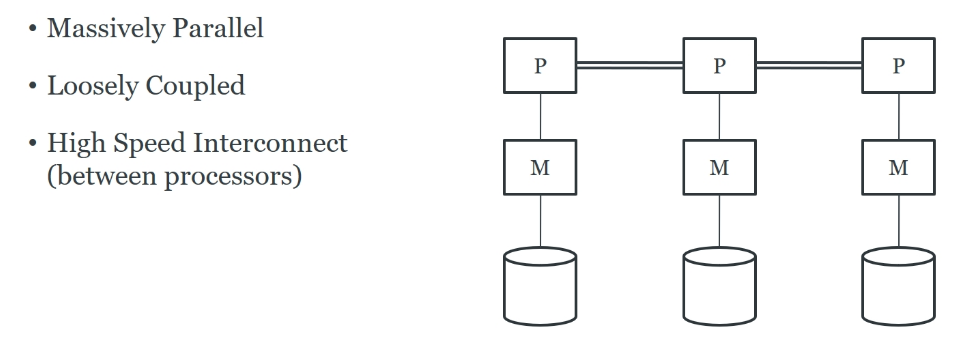 • Massively Parallel
• Loosely Coupled
• High Speed Interconnect
(between processors)
P P P
M M M